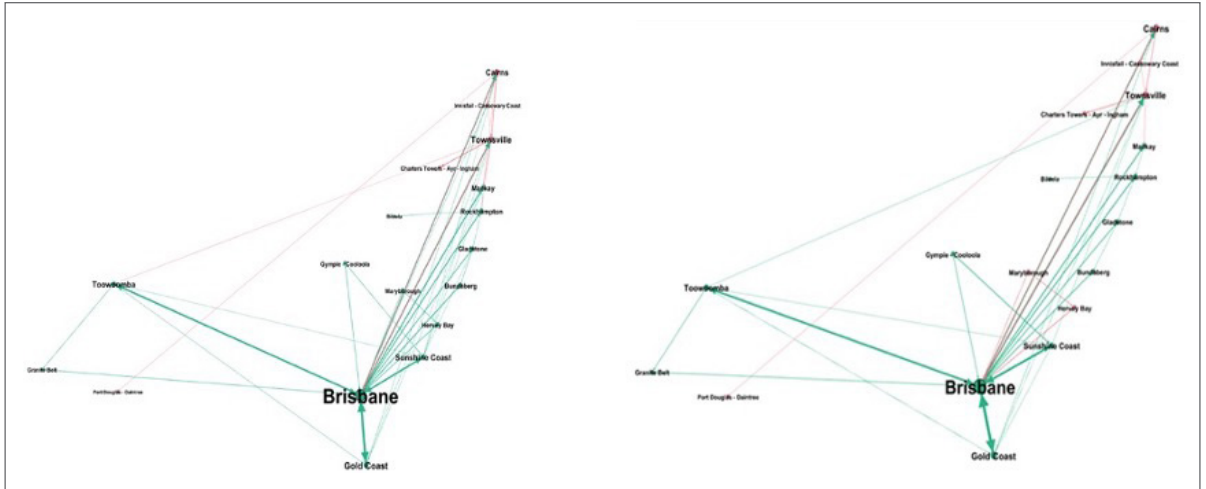 Cairns
Innisfail - Cassowary Coast
Townsville
Charters Towers - Ayr - Ingham
Mackay
Rockhampton
Biloela
Gladstone
Gympie - Cooloola
Toowoomba
Bundaberg
Maryborough
Hervey Bay
Sunshine Coast
Granite Belt
Port Douglas - Daintree
Brisbane
Gold Coast
Cairns
Innisfail - Cassowary Coast
Townsville
Charters Towers - Ayr - Ingham
Mackay
Rockhampton
Biloela
Gladstone
Gympie - Cooloola
Maryborough
Bundaberg
Toowoomba
Hervey Bay
Sunshine Coast
Granite Belt
Brisbane
Port Douglas - Daintree
Gold Coast